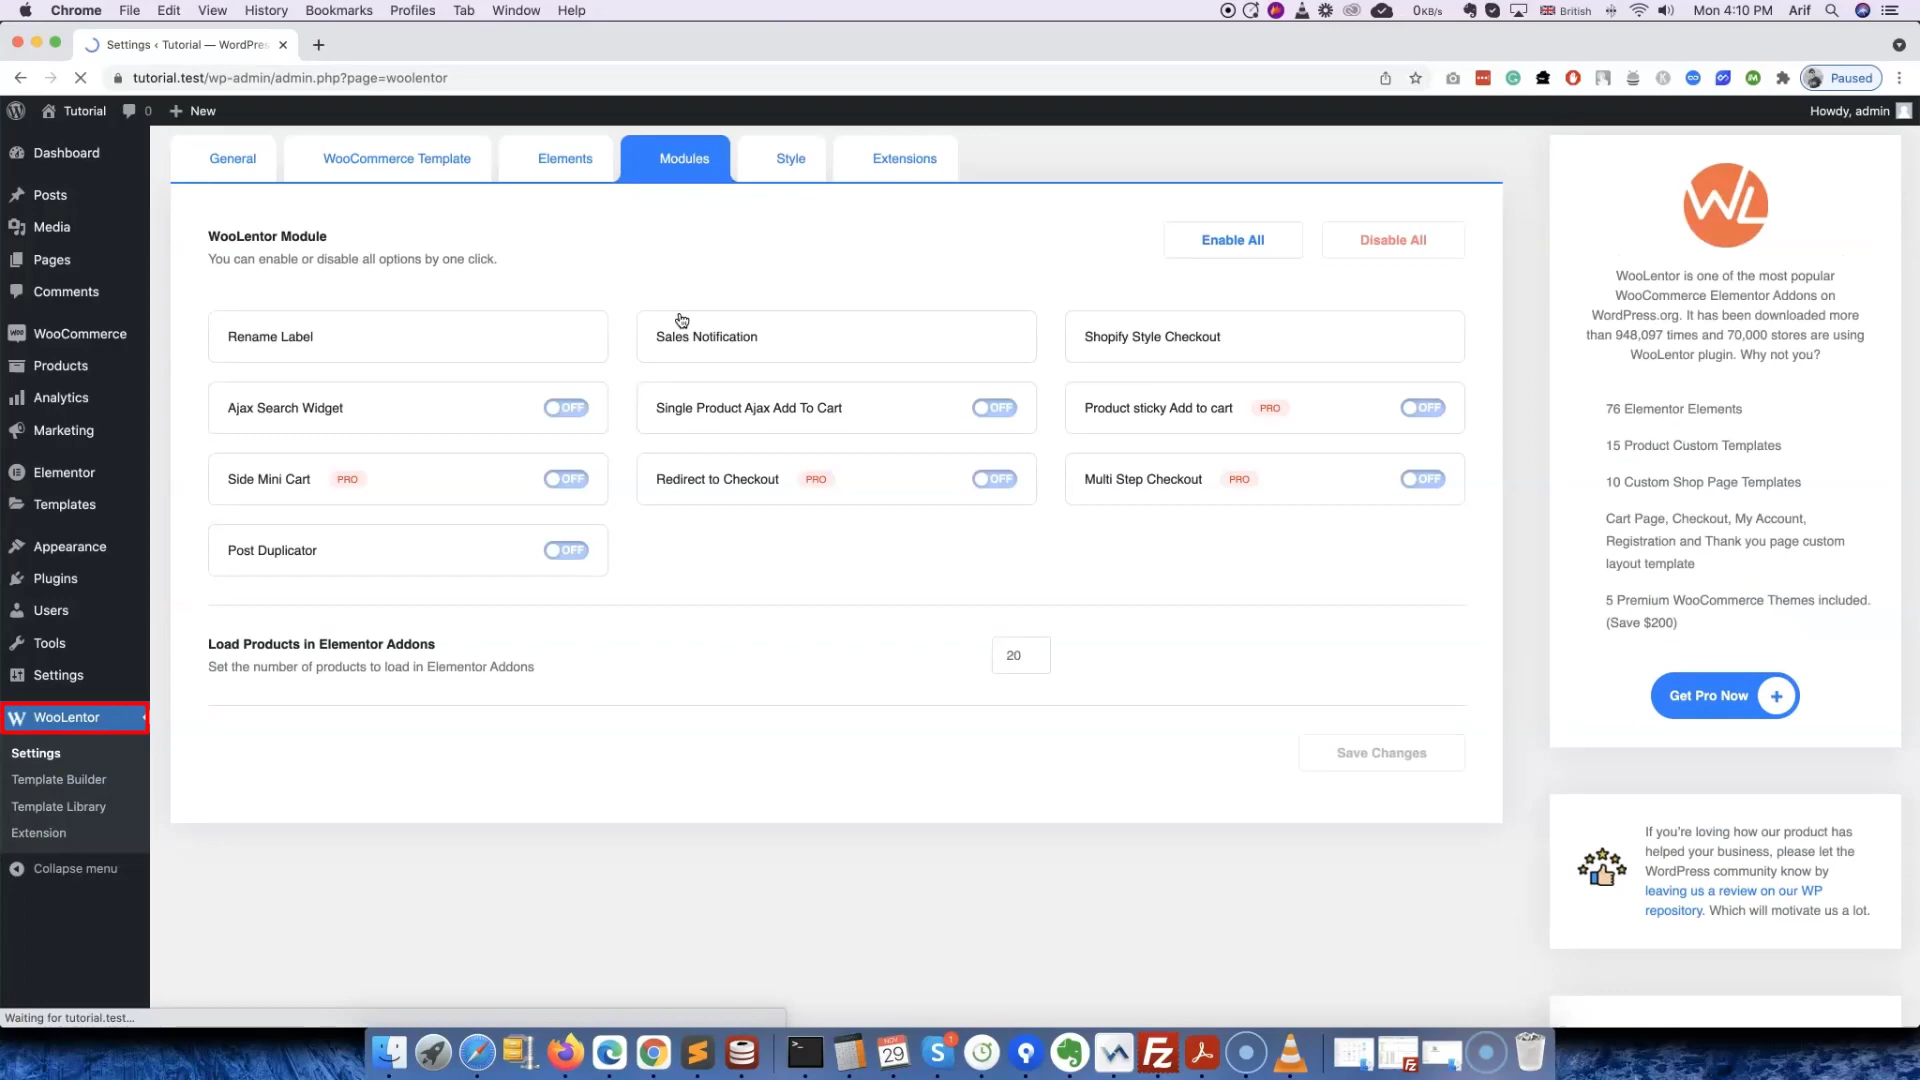 Chrome File Edit View History Bookmarks Profiles Tab Window Help 0KB/s British Mon 4:10 PM Arif
Settings ‹ Tutorial — WordPres
tutorial.test/wp-admin/admin.php?page=woolentor Paused
Tutorial 0 New Howdy, admin
Dashboard
Posts
Media
Pages
Comments
WooCommerce
Products
Analytics
Marketing
Elementor
Templates
Appearance
Plugins
Users
Tools
Settings
WooLentor
Settings
Template Builder
Template Library
Extension
Collapse menu
General WooCommerce Template Elements Modules Style Extensions
WooLentor Module
You can enable or disable all options by one click.
Enable All Disable All
Rename Label Sales Notification Shopify Style Checkout
Ajax Search Widget OFF Single Product Ajax Add To Cart OFF Product sticky Add to cart PRO OFF
Side Mini Cart PRO OFF Redirect to Checkout PRO OFF Multi Step Checkout PRO OFF
Post Duplicator OFF
Load Products in Elementor Addons
Set the number of products to load in Elementor Addons
20
Save Changes
WL
WooLentor is one of the most popular
WooCommerce Elementor Addons on
WordPress.org. It has been downloaded more
than 948,097 times and 70,000 stores are using
WooLentor plugin. Why not you?
76 Elementor Elements
15 Product Custom Templates
10 Custom Shop Page Templates
Cart Page, Checkout, My Account,
Registration and Thank you page custom
layout template
5 Premium WooCommerce Themes included.
(Save $200)
Get Pro Now
If you're loving how our product has
helped your business, please let the
WordPress community know by
leaving us a review on our WP
repository. Which will motivate us a lot.
Waiting for tutorial.test...
NOV
29
1